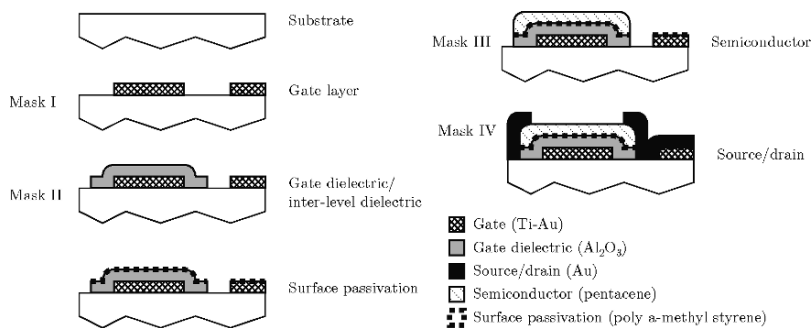 Substrate
Mask I
Gate layer
Mask II
Gate dielectric/
inter-level dielectric
Surface passivation
Mask III
Semiconductor
Mask IV
Source/drain
Gate (Ti-Au)
Gate dielectric (Al₂O₃)
Source/drain (Au)
Semiconductor (pentacene)
Surface passivation (poly a-methyl styrene)